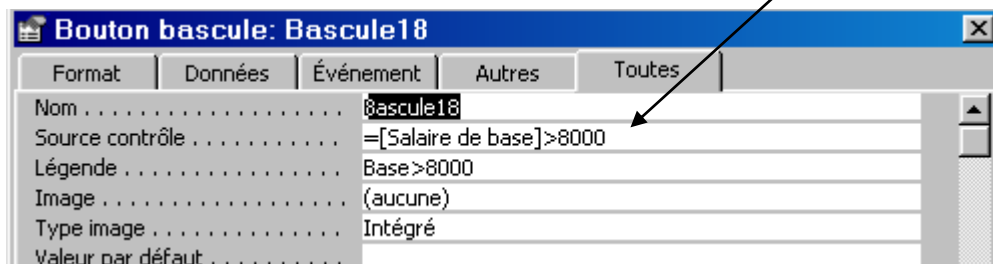 Bouton bascule: Bascule18
Format Données Événement Autres Toutes
Nom . . . . . . . . . . . . . . . . . . . Bascule18
Source contrôle . . . . . . . . . . . =[Salaire de base]>8000
Légende . . . . . . . . . . . . . . . . Base>8000
Image . . . . . . . . . . . . . . . . . . (aucune)
Type image . . . . . . . . . . . . . . Intégré
Valeur par défaut . . . . . . . . . . .